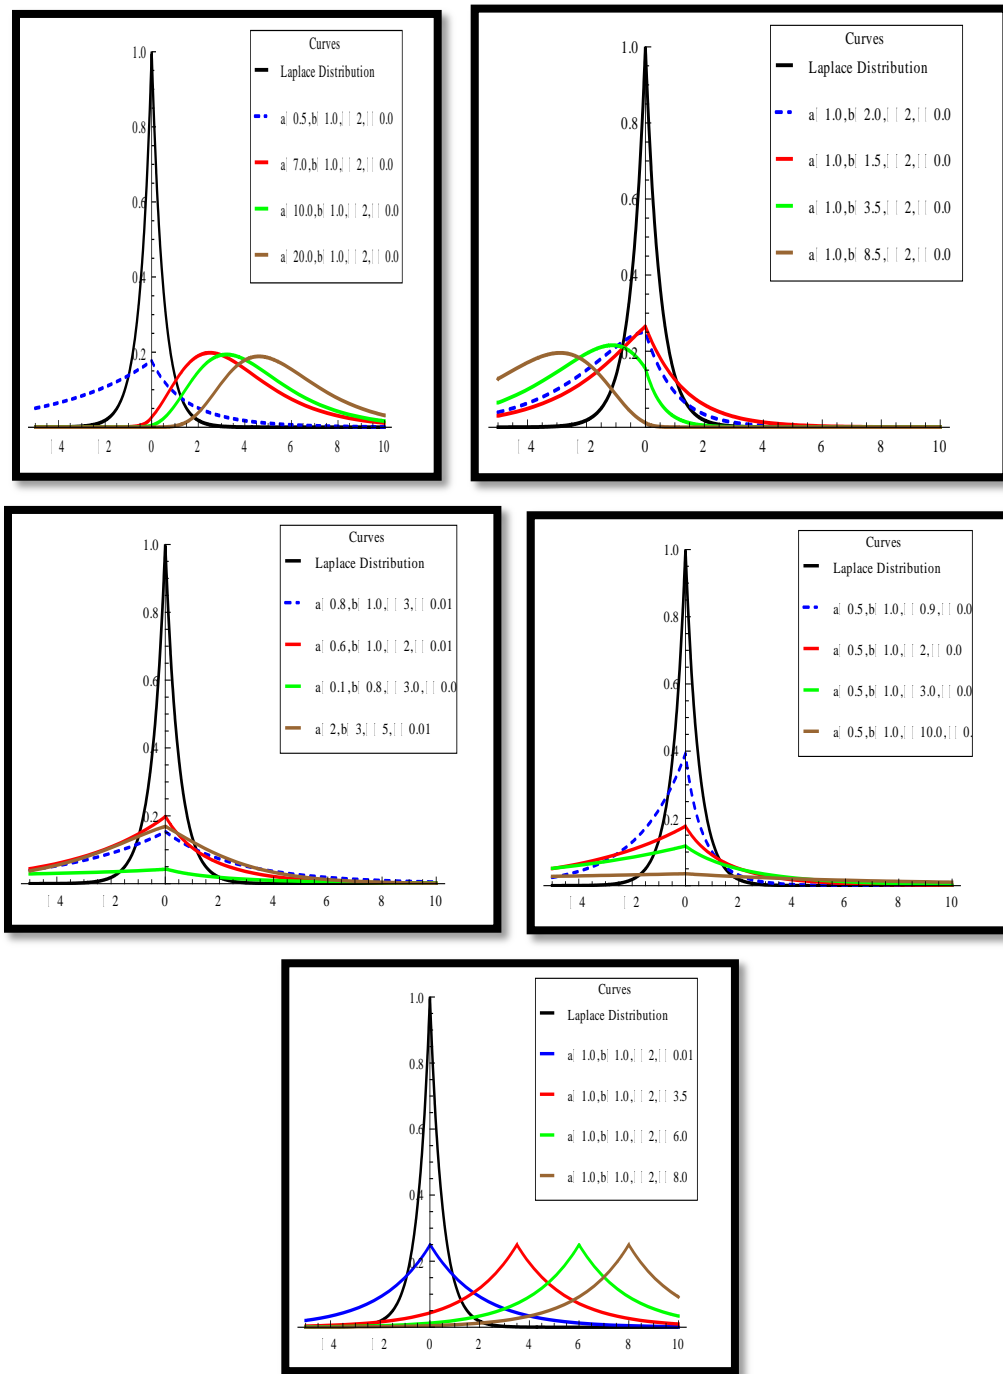 Curves
Laplace Distribution
a 0.5,b 1.0, 2, 0.0
a 7.0,b 1.0, 2, 0.0
a 10.0,b 1.0, 2, 0.0
a 20.0,b 1.0, 2, 0.0
1.0
0.8
0.6
0.4
0.2
4 2 0 2 4 6 8 10
Curves
Laplace Distribution
a 1.0,b 2.0, 2, 0.0
a 1.0,b 1.5, 2, 0.0
a 1.0,b 3.5, 2, 0.0
a 1.0,b 8.5, 2, 0.0
1.0
0.8
0.6
0.4
0.2
4 2 0 2 4 6 8 10
Curves
Laplace Distribution
a 0.8,b 1.0, 3, 0.01
a 0.6,b 1.0, 2, 0.01
a 0.1,b 0.8, 3.0, 0.0
a 2,b 3, 5, 0.01
1.0
0.8
0.6
0.4
0.2
4 2 0 2 4 6 8 10
Curves
Laplace Distribution
a 0.5,b 1.0, 0.9, 0.0
a 0.5,b 1.0, 2, 0.0
a 0.5,b 1.0, 3.0, 0.0
a 0.5,b 1.0, 10.0, 0.
1.0
0.8
0.6
0.4
0.2
4 2 0 2 4 6 8 10
Curves
Laplace Distribution
a 1.0,b 1.0, 2, 0.01
a 1.0,b 1.0, 2, 3.5
a 1.0,b 1.0, 2, 6.0
a 1.0,b 1.0, 2, 8.0
1.0
0.8
0.6
0.4
0.2
4 2 0 2 4 6 8 10